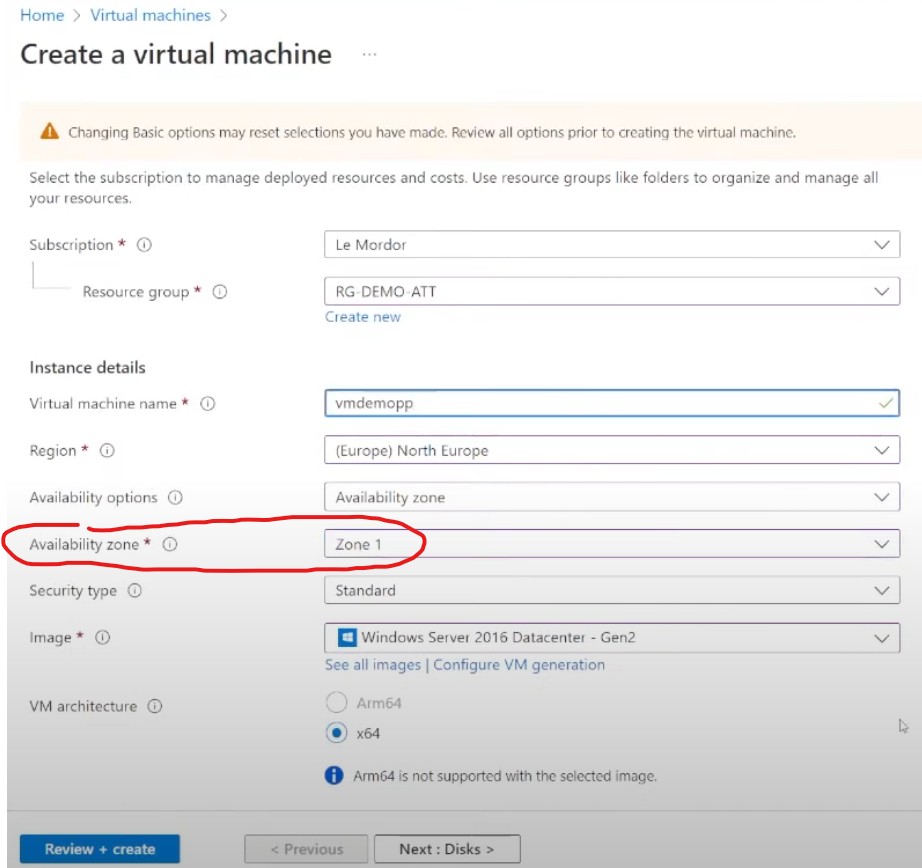 Home > Virtual machines >
Create a virtual machine ...
Changing Basic options may reset selections you have made. Review all options prior to creating the virtual machine.
Select the subscription to manage deployed resources and costs. Use resource groups like folders to organize and manage all
your resources.
Subscription * Le Mordor
Resource group * RG-DEMO-ATT
Create new
Instance details
Virtual machine name * vmdemopp
Region * (Europe) North Europe
Availability options Availability zone
Availability zone * Zone 1
Security type Standard
Image * Windows Server 2016 Datacenter - Gen2
See all images | Configure VM generation
VM architecture Arm64
x64
Arm64 is not supported with the selected image.
Review + create < Previous Next : Disks >